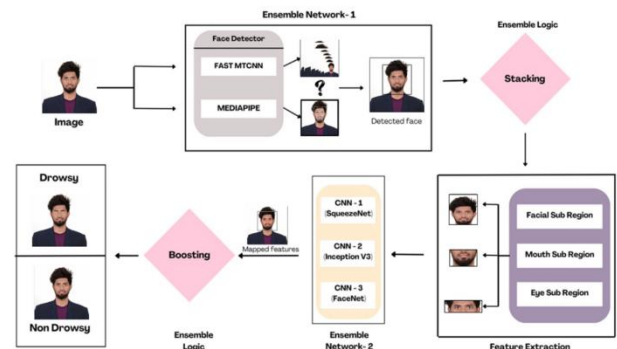 Ensemble Network- 1
Face Detector
FAST MTCNN
MEDIAPIPE
?
Detected face
Image
Ensemble Logic
Stacking
Facial Sub Region
Mouth Sub Region
Eye Sub Region
Feature Extraction
CNN - 1
(SqueezeNet)
CNN - 2
(Inception V3)
CNN - 3
(FaceNet)
Ensemble
Network- 2
Mapped features
Boosting
Ensemble
Logic
Drowsy
Non Drowsy